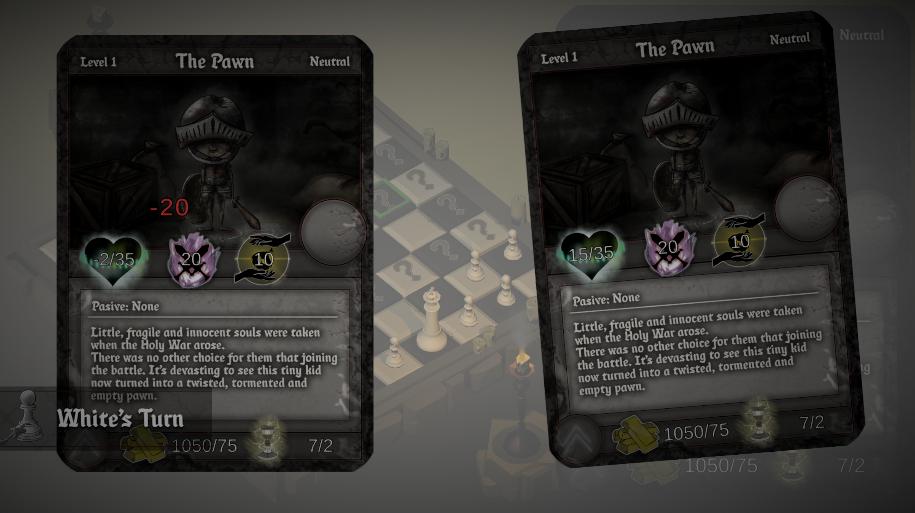 Level 1 The Pawn Neutral
-20
-2/35 20 10
Pasive: None
Little, fragile and innocent souls were taken
when the Holy War arose.
There was no other choice for them that joining
the battle. It's devasting to see this tiny kid
now turned into a twisted, tormented and
empty pawn.
White's Turn
1050/75 7/2
Level 1 The Pawn Neutral
15/35 20 10
Pasive: None
Little, fragile and innocent souls were taken
when the Holy War arose.
There was no other choice for them that joining
the battle. It's devasting to see this tiny kid
now turned into a twisted, tormented and
empty pawn.
1050/75 7/2
Neutral
1050/75 7/2